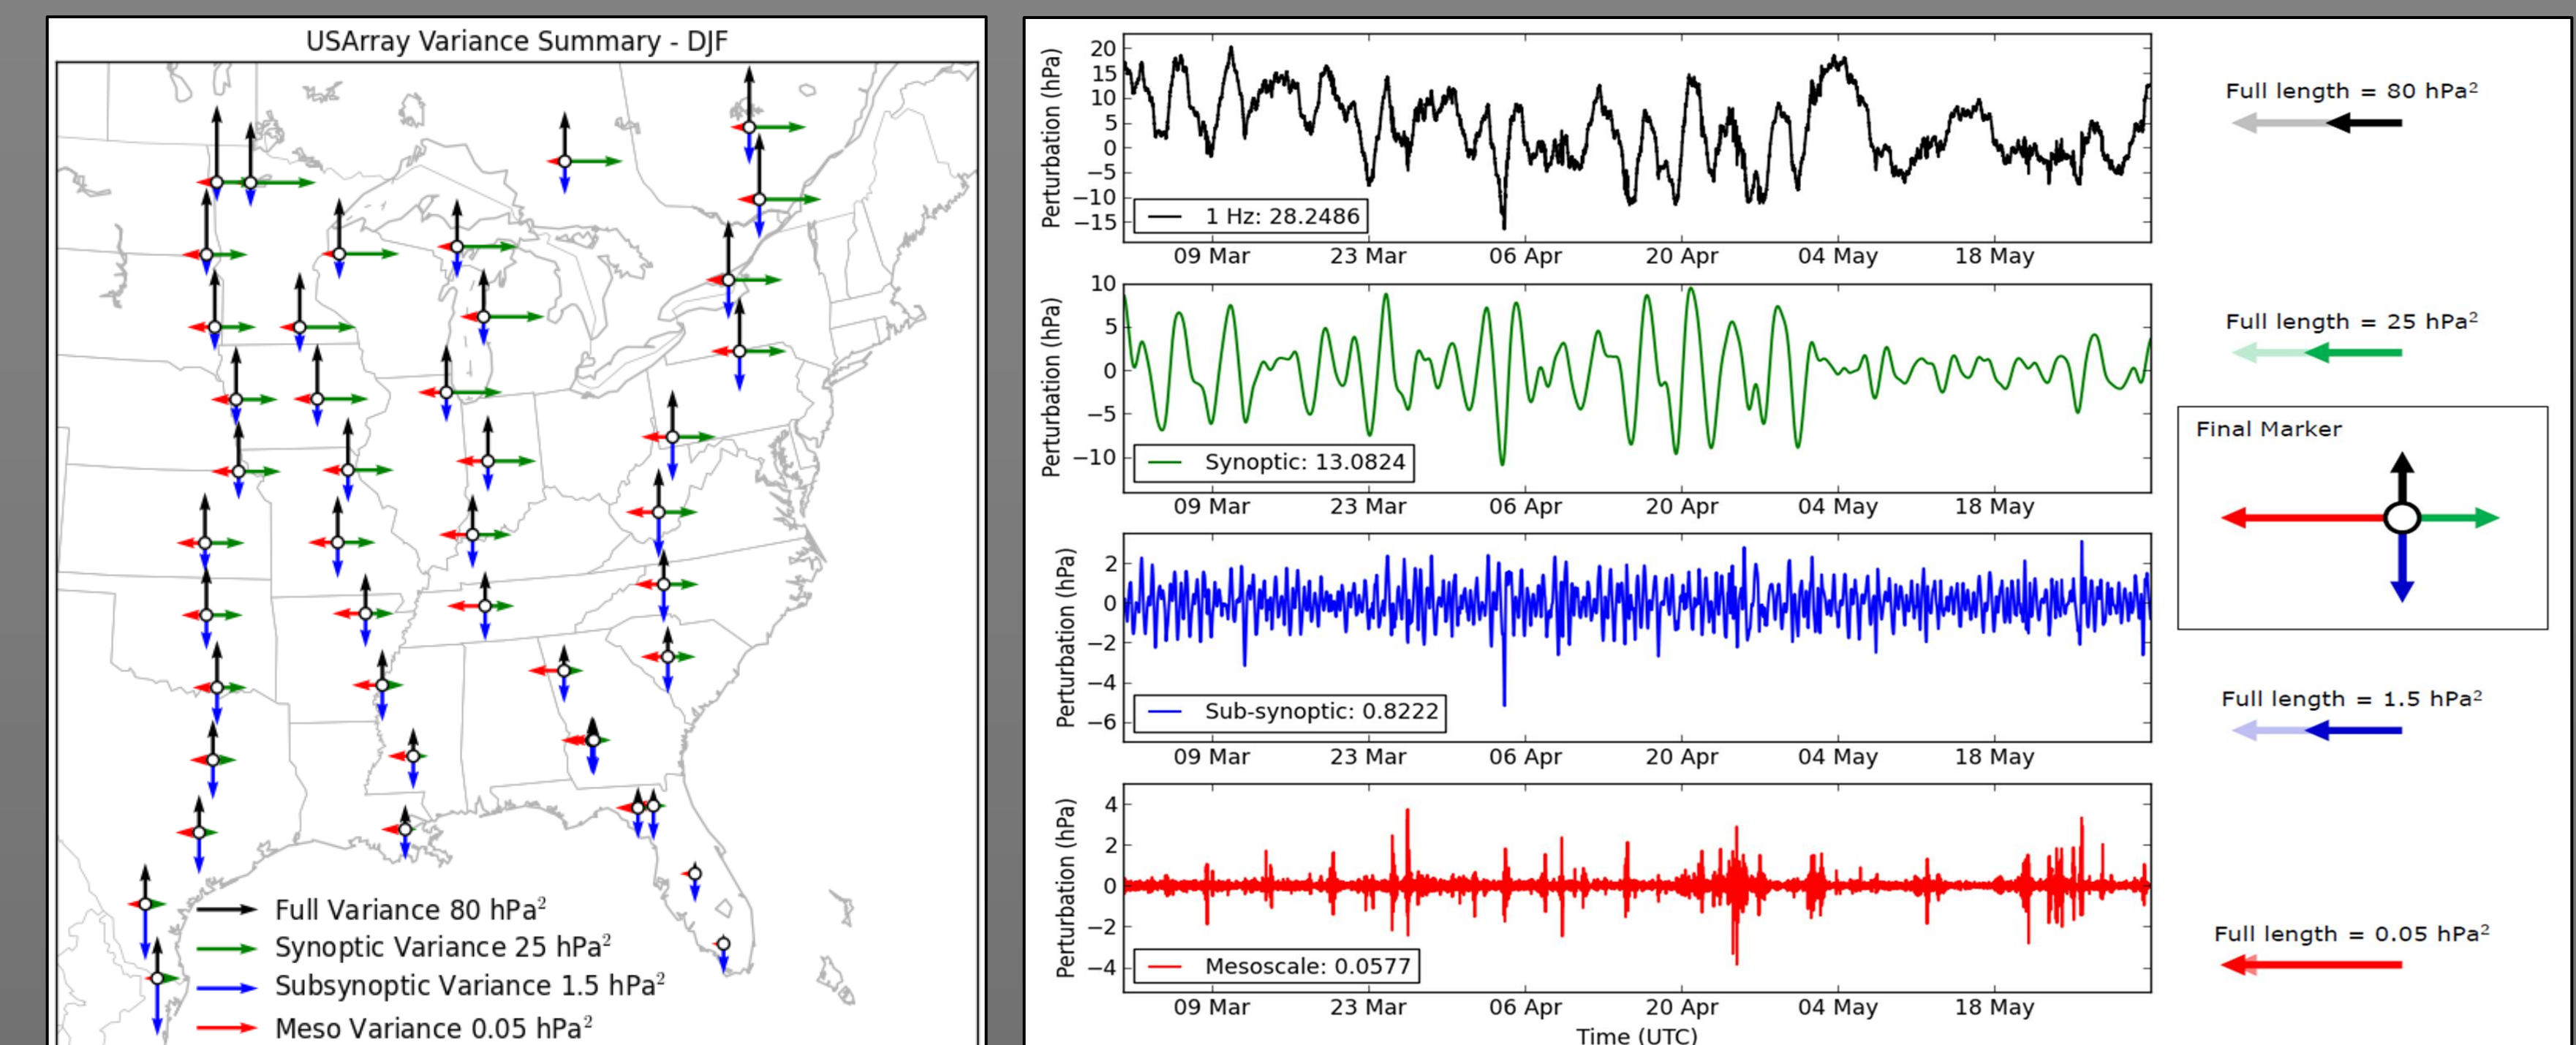 USArray Variance Summary - DJF
Full Variance 80 hPa²
Synoptic Variance 25 hPa²
Subsynoptic Variance 1.5 hPa²
Meso Variance 0.05 hPa²
Perturbation (hPa)
20
15
10
5
0
−5
−10
−15
1 Hz: 28.2486
09 Mar 23 Mar 06 Apr 20 Apr 04 May 18 May
Perturbation (hPa)
10
5
0
−5
−10
Synoptic: 13.0824
09 Mar 23 Mar 06 Apr 20 Apr 04 May 18 May
Perturbation (hPa)
2
0
−2
−4
−6
Sub-synoptic: 0.8222
09 Mar 23 Mar 06 Apr 20 Apr 04 May 18 May
Perturbation (hPa)
4
2
0
−2
−4
Mesoscale: 0.0577
09 Mar 23 Mar 06 Apr 20 Apr 04 May 18 May
Time (UTC)
Full length = 80 hPa²
Full length = 25 hPa²
Final Marker
Full length = 1.5 hPa²
Full length = 0.05 hPa²